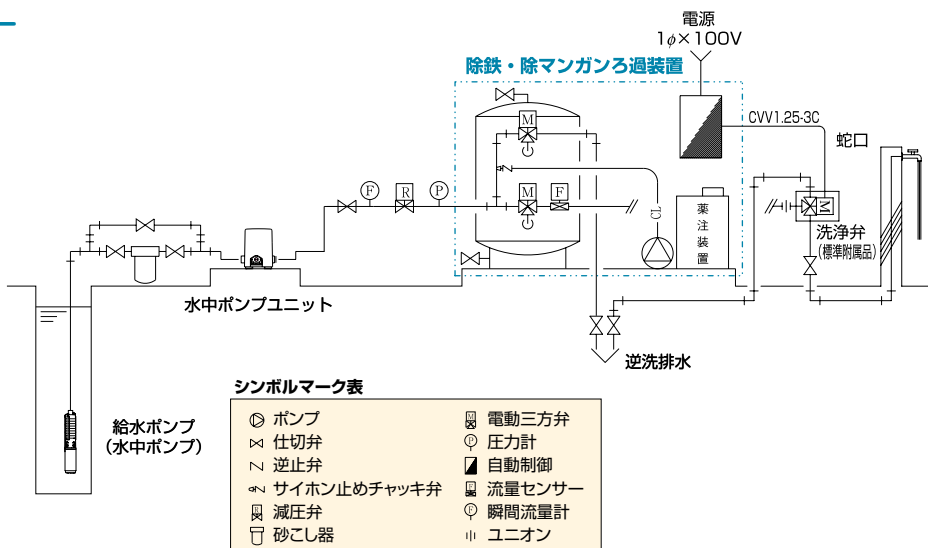 電源
1φ×100V
除鉄・除マンガンろ過装置
CVV1.25-3C
蛇口
M
F
R
P
M
F
CL
薬注装置
M
洗浄弁
(標準附属品)
水中ポンプユニット
逆洗排水
給水ポンプ
(水中ポンプ)
シンボルマーク表
ポンプ
仕切弁
逆止弁
サイホン止めチャッキ弁
R 減圧弁
砂こし器
M 電動三方弁
P 圧力計
自動制御
F 流量センサー
F 瞬間流量計
ユニオン